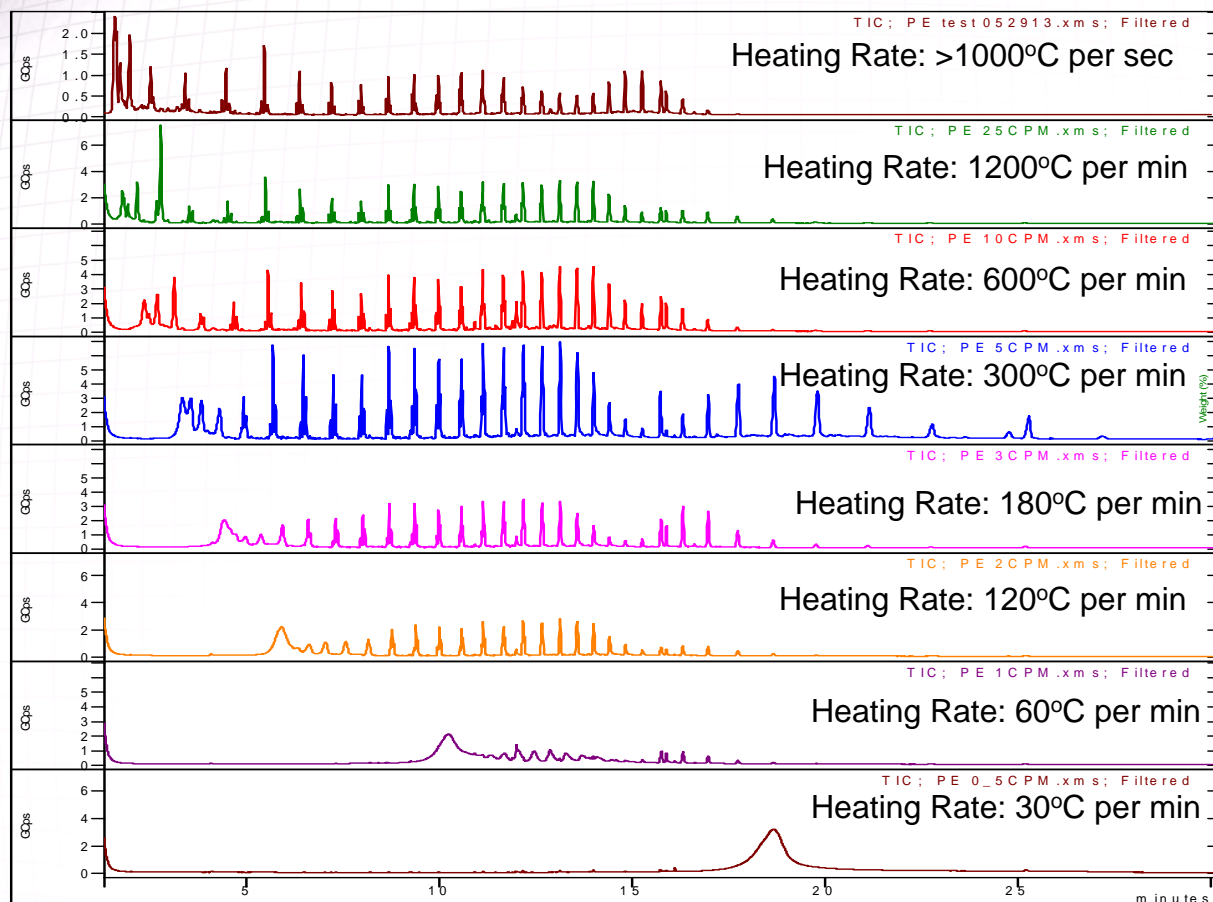 TIC; PE test052913.xms; Filtered
Heating Rate: >1000°C per sec
GCps
2.0
1.5
1.0
0.5
0.0
TIC; PE 25CPM.xms; Filtered
Heating Rate: 1200°C per min
GCps
6
4
2
0
TIC; PE 10CPM.xms; Filtered
Heating Rate: 600°C per min
GCps
5
4
3
2
1
0
TIC; PE 5CPM.xms; Filtered
Heating Rate: 300°C per min
GCps
5
4
3
2
1
0
Weight (%)
TIC; PE 3CPM.xms; Filtered
Heating Rate: 180°C per min
GCps
5
4
3
2
1
0
TIC; PE 2CPM.xms; Filtered
Heating Rate: 120°C per min
GCps
6
4
2
0
TIC; PE 1CPM.xms; Filtered
Heating Rate: 60°C per min
GCps
5
4
3
2
1
0
TIC; PE 0_5CPM.xms; Filtered
Heating Rate: 30°C per min
GCps
6
4
2
0
5 10 15 20 25
minutes